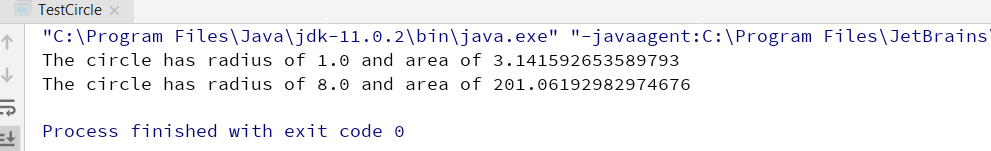 TestCircle
"C:\Program Files\Java\jdk-11.0.2\bin\java.exe" "-javaagent:C:\Program Files\JetBrains\
The circle has radius of 1.0 and area of 3.141592653589793
The circle has radius of 8.0 and area of 201.06192982974676
Process finished with exit code 0